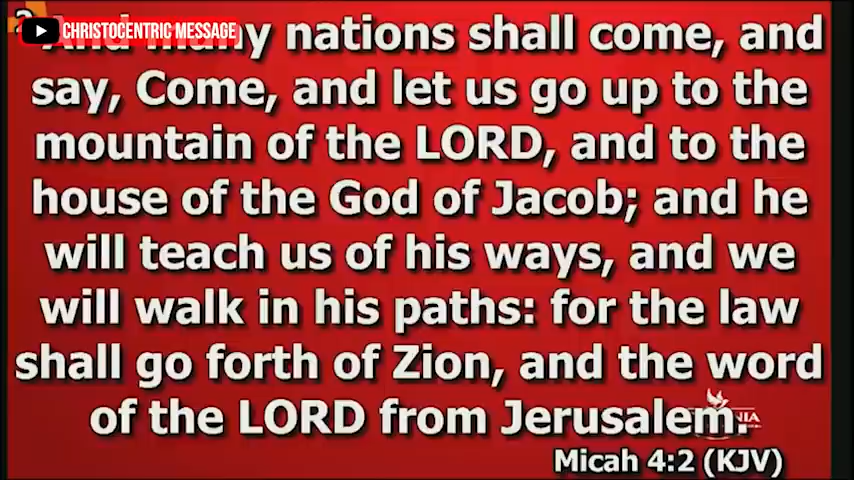 CHRISTOCENTRIC MESSAGE
2 And many nations shall come, and
say, Come, and let us go up to the
mountain of the LORD, and to the
house of the God of Jacob; and he
will teach us of his ways, and we
will walk in his paths: for the law
shall go forth of Zion, and the word
of the LORD from Jerusalem.
Micah 4:2 (KJV)